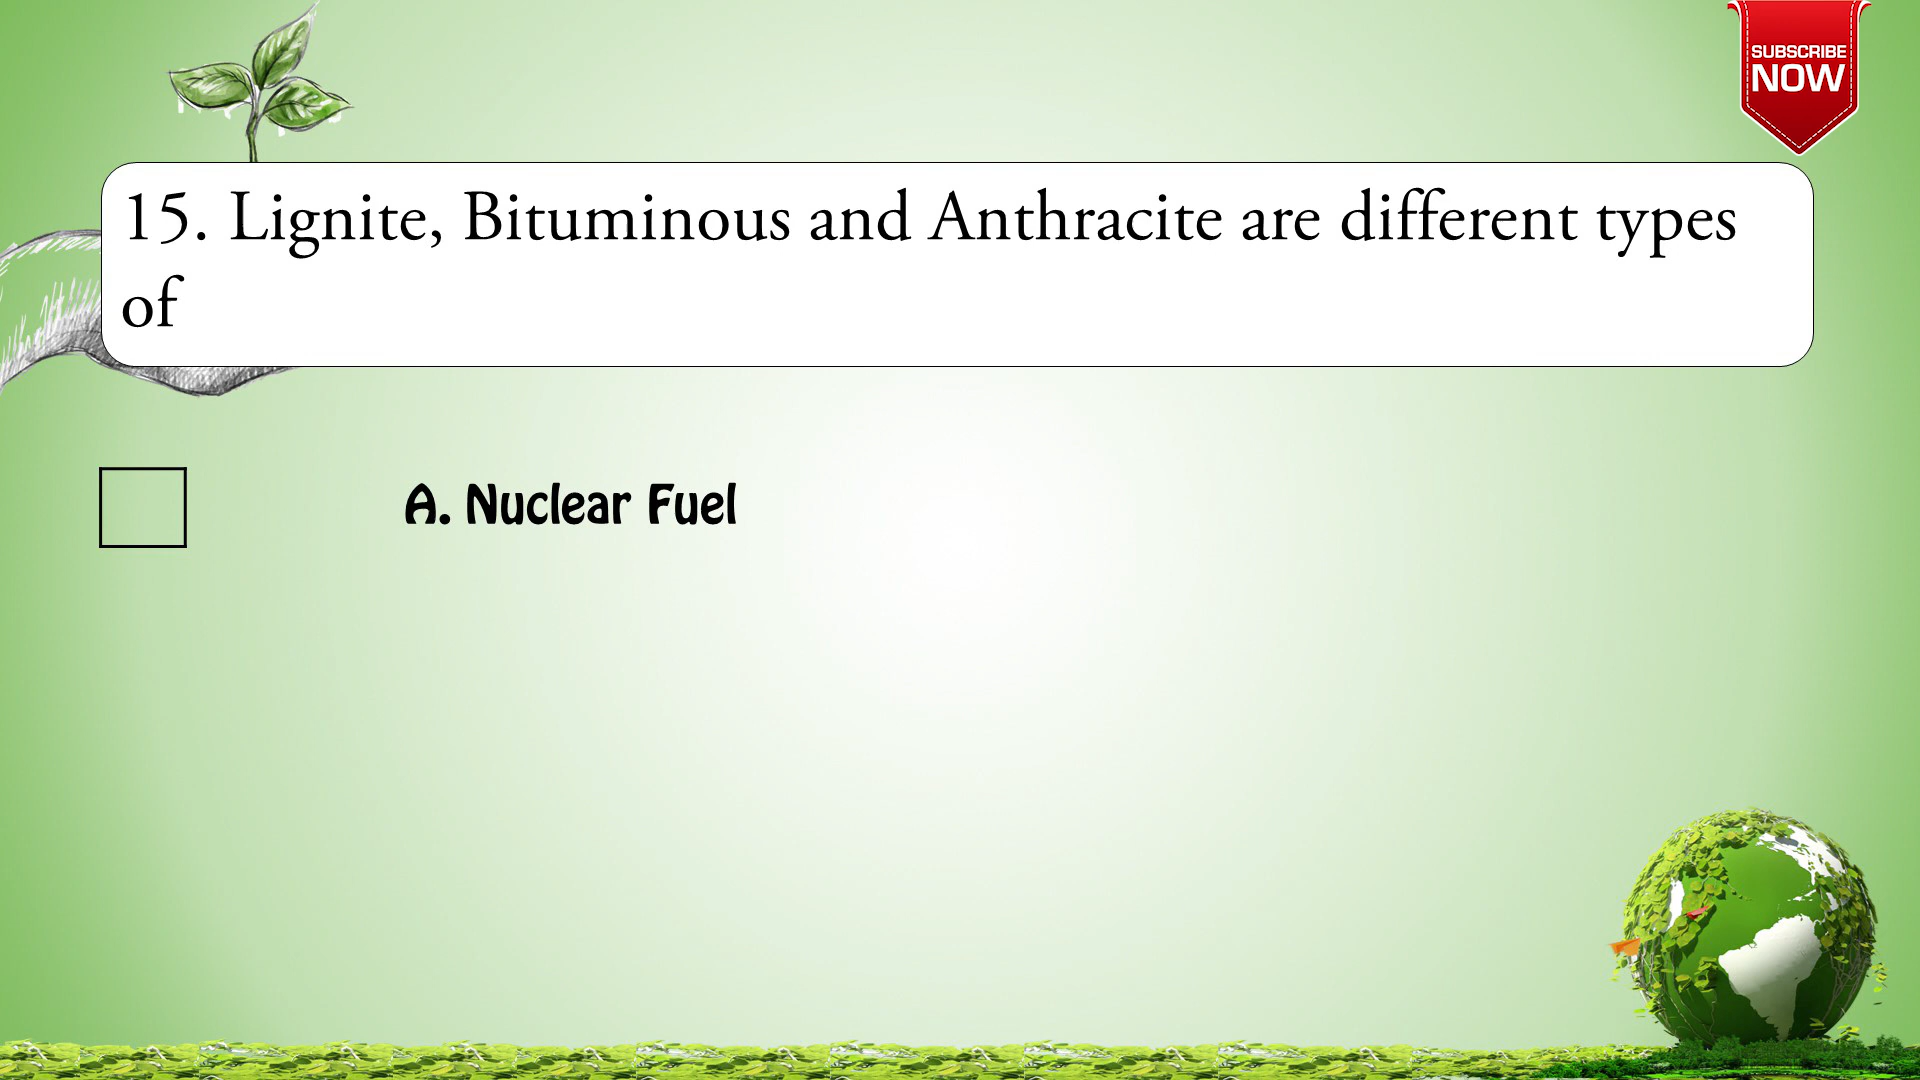 SUBSCRIBE
NOW
15. Lignite, Bituminous and Anthracite are different types
of
A. Nuclear Fuel